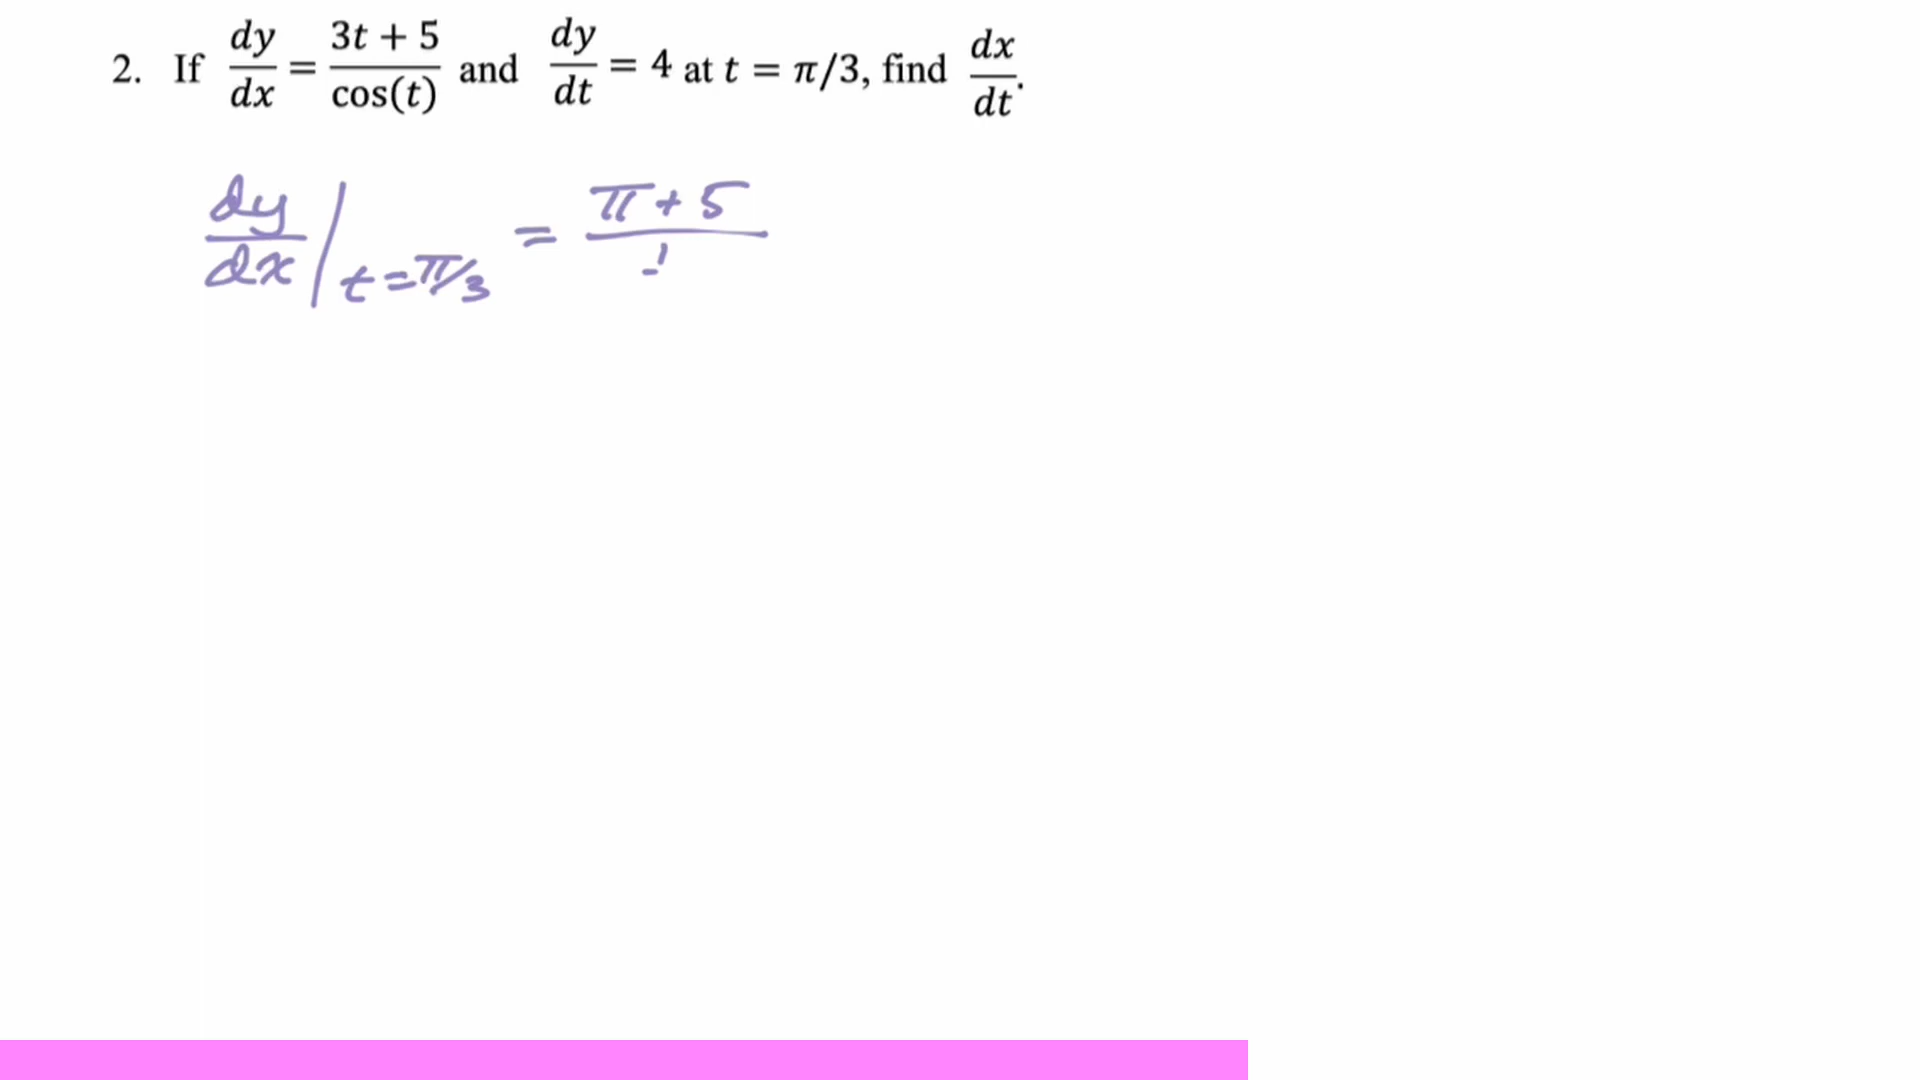 2. If dy/dx = (3t + 5)/cos(t) and dy/dt = 4 at t = π/3, find dx/dt.
dy/dx | t = π/3 = (π + 5)/(1/